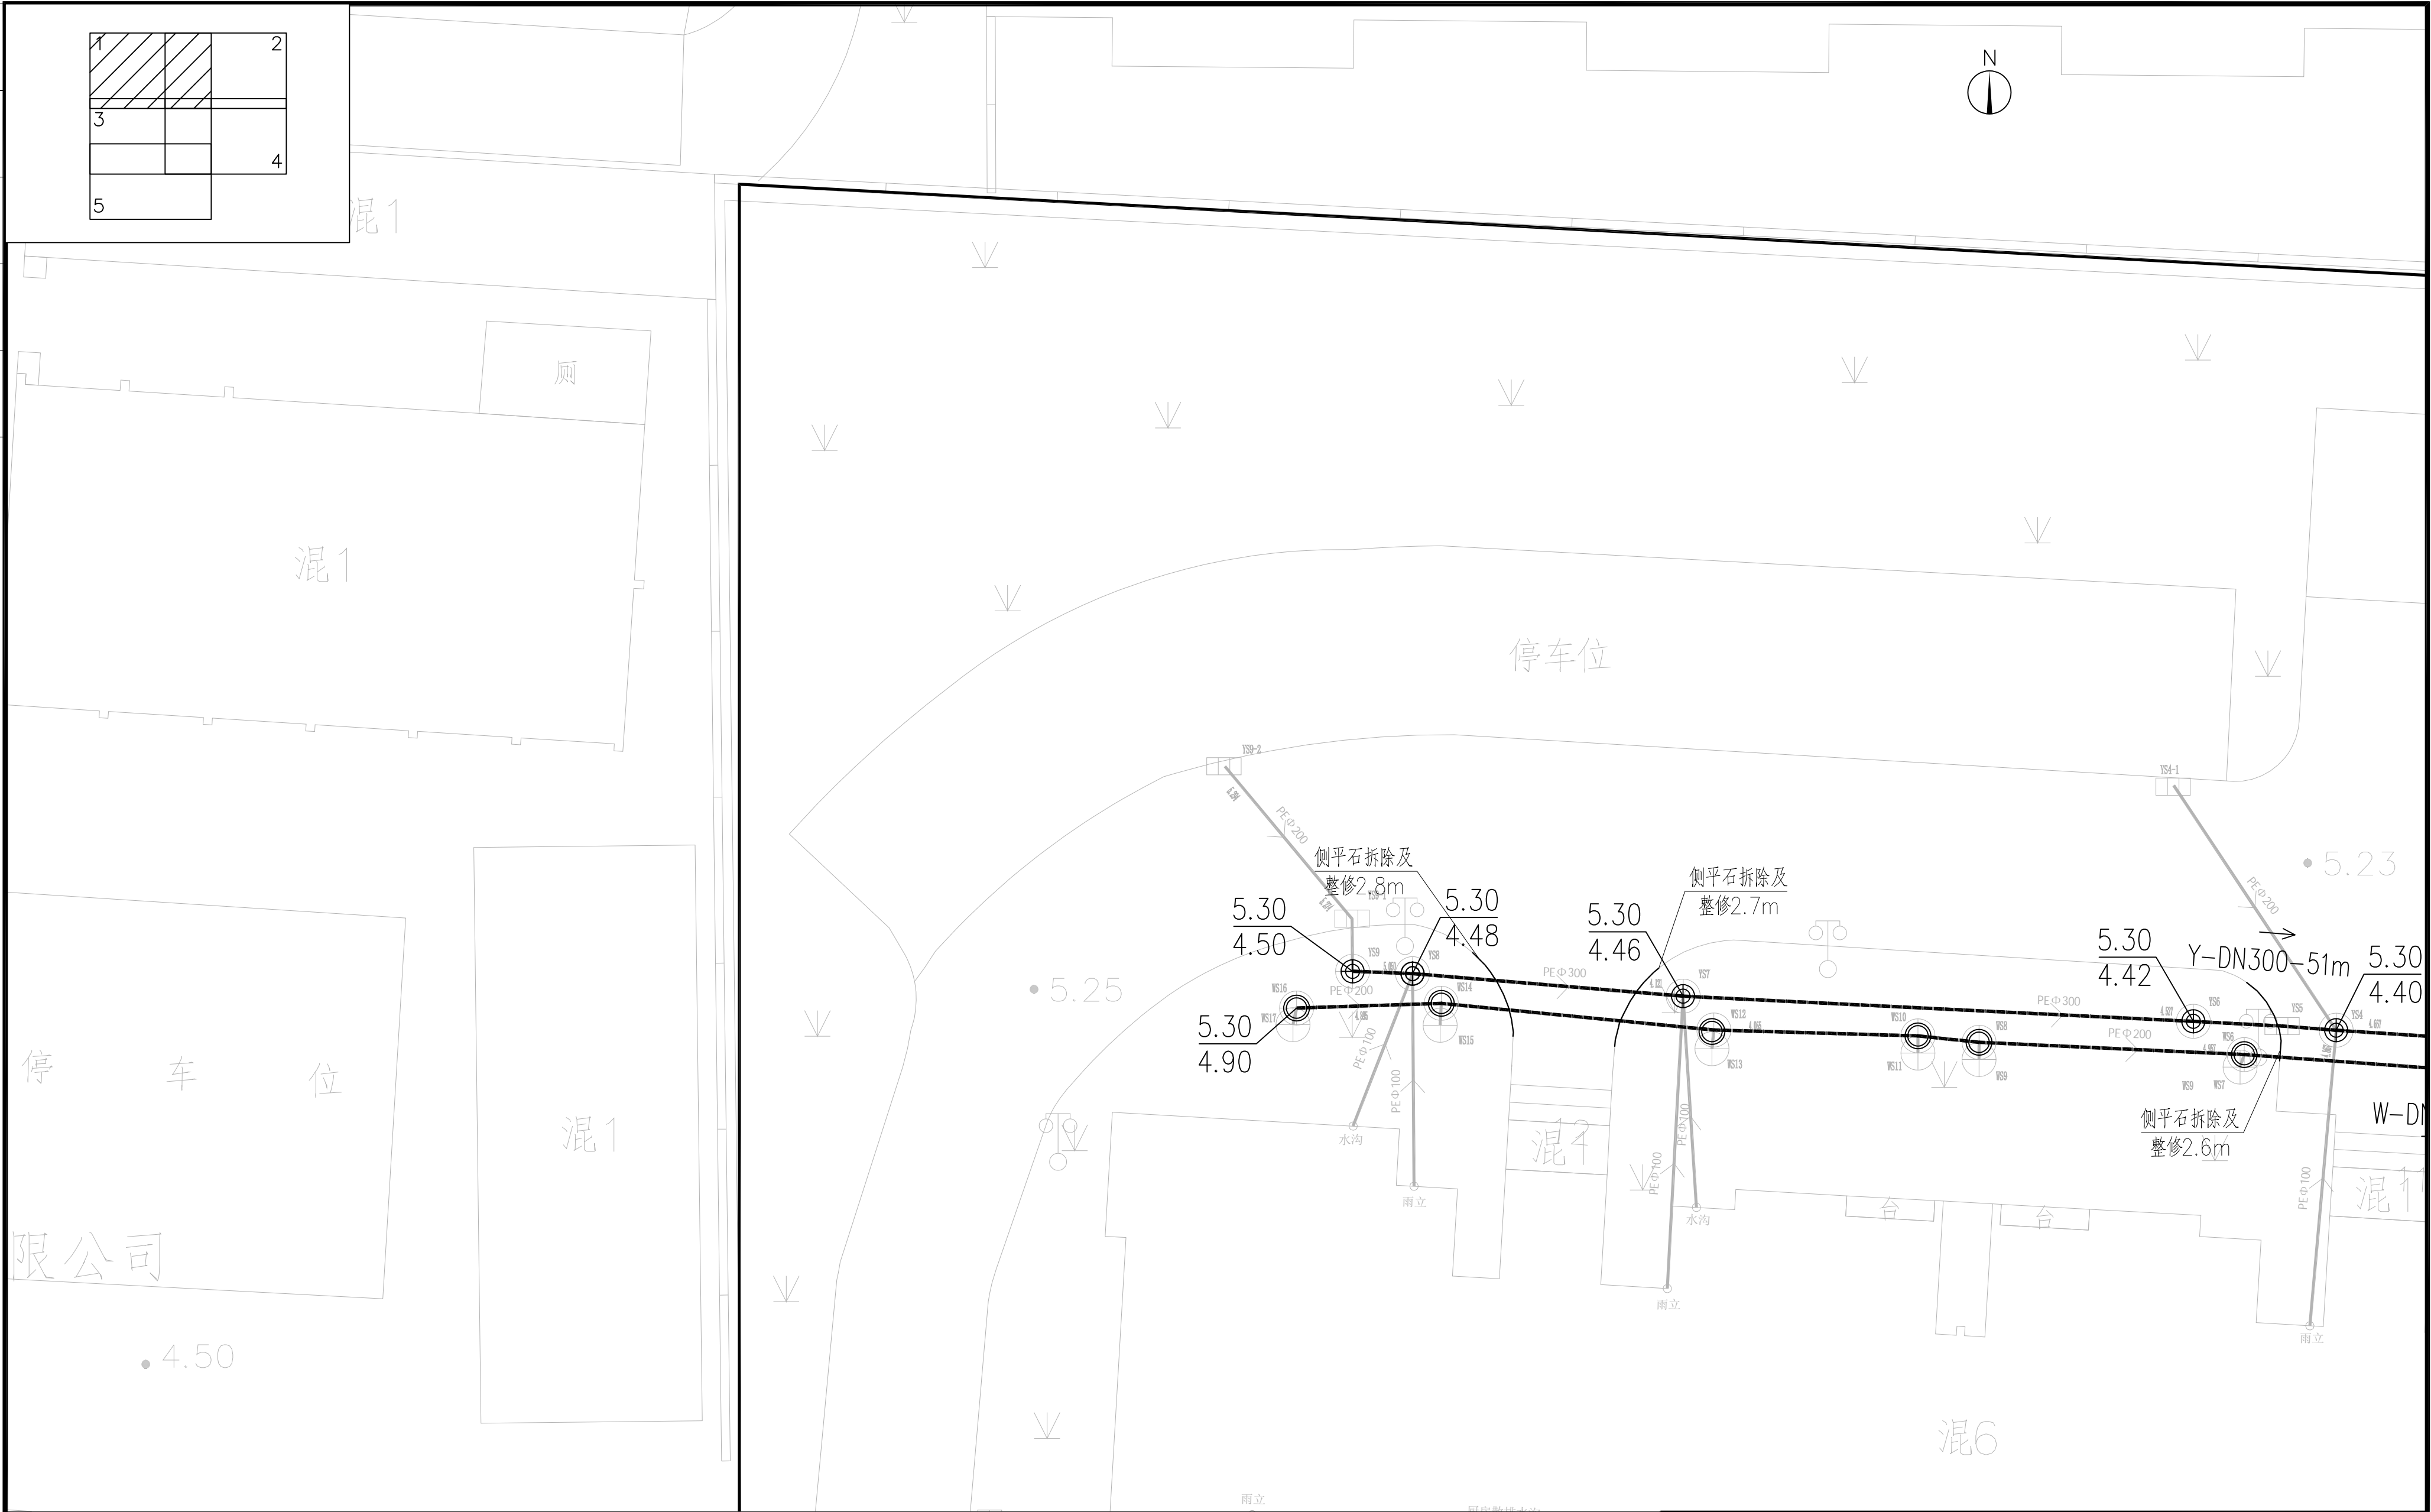 1
2
3
4
5
N
混1
厕
混1
停车位
YS9-2
YS4-1
PEΦ200
5.23
侧平石拆除及
整修2.8m
侧平石拆除及
整修2.7m
PEΦ200
YS9-1
5.30
4.50
5.30
4.48
5.30
4.46
5.30
4.42
Y-DN300-51m
5.30
4.40
YS9
YS8
YS7
YS6
YS5
YS4
PEΦ300
PEΦ300
5.25
WS16
PEΦ200
WS14
WS12
WS10
WS8
WS6
PEΦ200
WS17
WS15
WS13
WS11
WS9
WS9
WS7
5.30
4.90
PEΦ100
PEΦ100
PEΦ100
PEΦ100
PEΦ100
停车位
混1
W-DN
侧平石拆除及
整修2.6m
水沟
混1
混1
雨立
水沟
台
台
限公司
雨立
雨立
4.50
混6
雨立